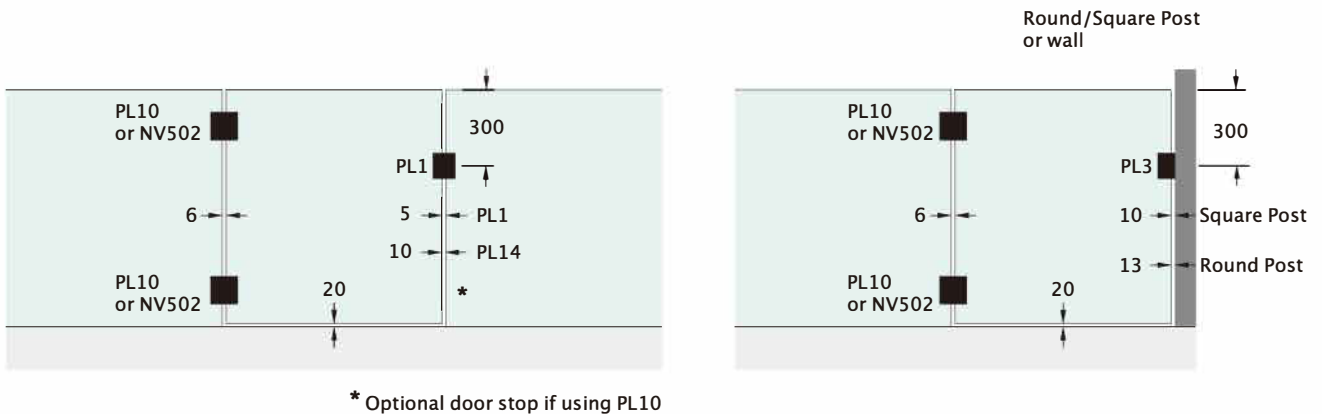 Round/Square Post
or wall
PL10
or NV502
300
PL1
6
5
PL1
10
PL14
PL10
or NV502
20
*
* Optional door stop if using PL10
PL10
or NV502
300
PL3
6
10
Square Post
13
Round Post
PL10
or NV502
20